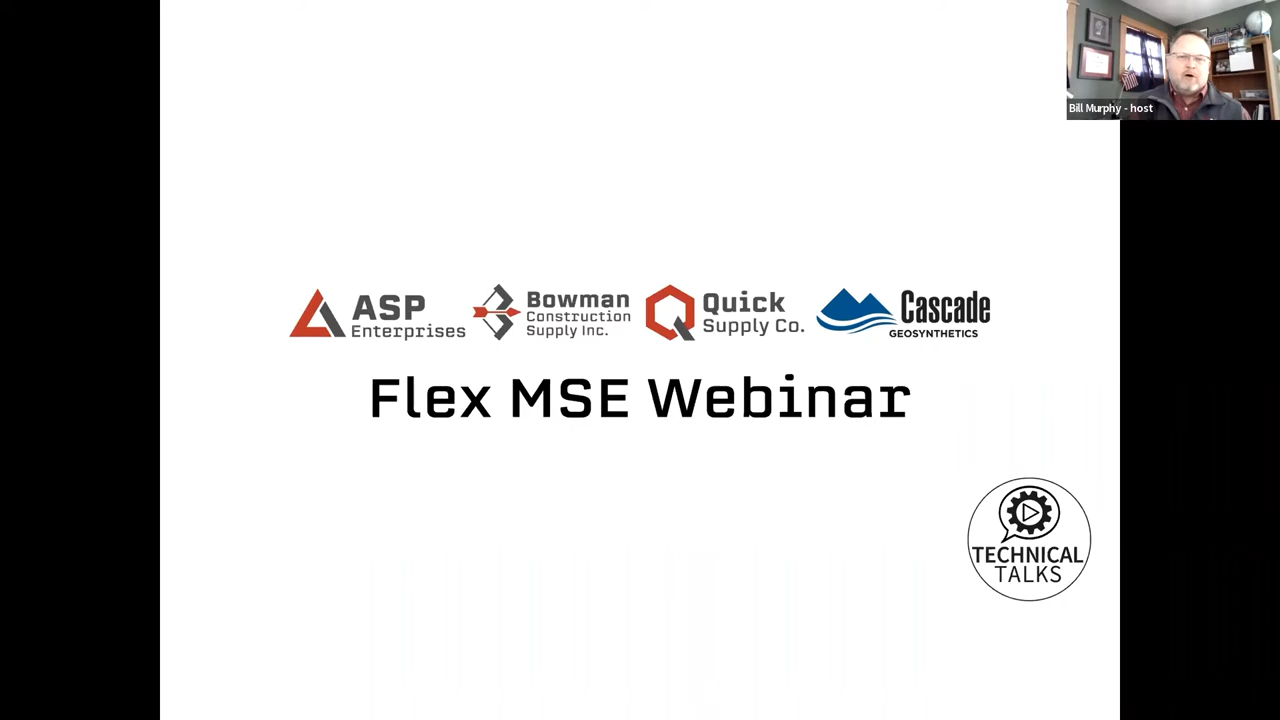 Bill Murphy - host
ASP
Enterprises
Bowman
Construction
Supply Inc.
Quick
Supply Co.
Cascade
GEOSYNTHETICS
Flex MSE Webinar
TECHNICAL
TALKS